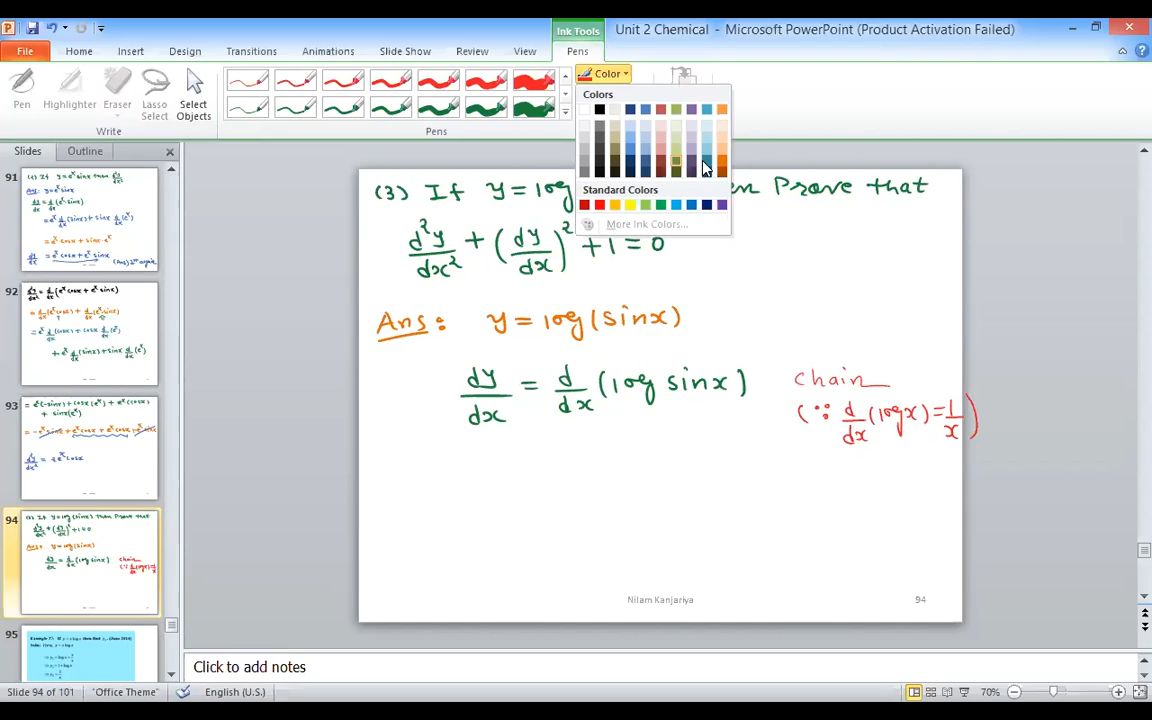 Ink Tools
Unit 2 Chemical - Microsoft PowerPoint (Product Activation Failed)
File Home Insert Design Transitions Animations Slide Show Review View Pens
Pen Highlighter Eraser Lasso Select Select Objects
Write
Pens
Color
Colors
Standard Colors
More Ink Colors...
Slides Outline
91
92
93
94
95
(3) If y = log en Prove that
d²y/dx² + (dy/dx)² + 1 = 0
Ans: y = log(sinx)
dy/dx = d/dx (log sinx)
chain
(∵ d/dx (logx) = 1/x)
Nilam Kanjariya 94
Click to add notes
Slide 94 of 101 "Office Theme" English (U.S.) 70%